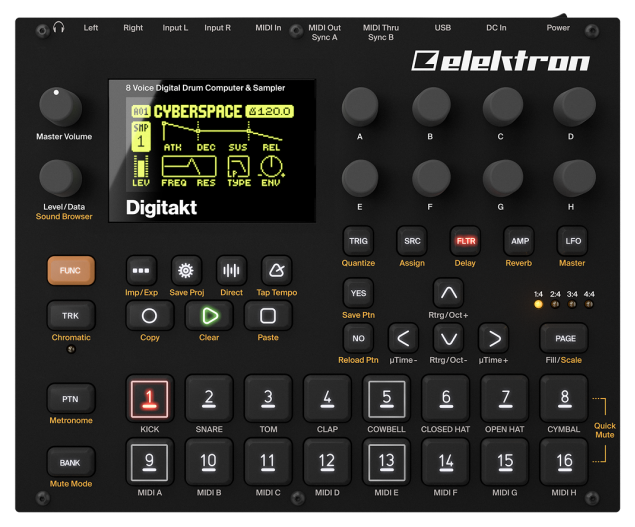 Left Right Input L Input R MIDI In MIDI Out MIDI Thru USB DC In Power
Sync A Sync B
elektron
8 Voice Digital Drum Computer & Sampler
A01 CYBERSPACE 120.0
SMP
1
ATK DEC SUS REL
LEV FREQ RES TYPE ENV
Digitakt
Master Volume
Level/Data
Sound Browser
A B C D
E F G H
TRIG SRC FLTR AMP LFO
Quantize Assign Delay Reverb Master
FUNC
Imp/Exp Save Proj Direct Tap Tempo
YES
Save Ptn
Rtrg/Oct+
1:4 2:4 3:4 4:4
TRK
Chromatic
Copy Clear Paste
NO
Reload Ptn µTime- Rtrg/Oct- µTime+
PAGE
Fill/Scale
PTN
Metronome
1 2 3 4 5 6 7 8
KICK SNARE TOM CLAP COWBELL CLOSED HAT OPEN HAT CYMBAL
Quick
Mute
BANK
Mute Mode
9 10 11 12 13 14 15 16
MIDI A MIDI B MIDI C MIDI D MIDI E MIDI F MIDI G MIDI H